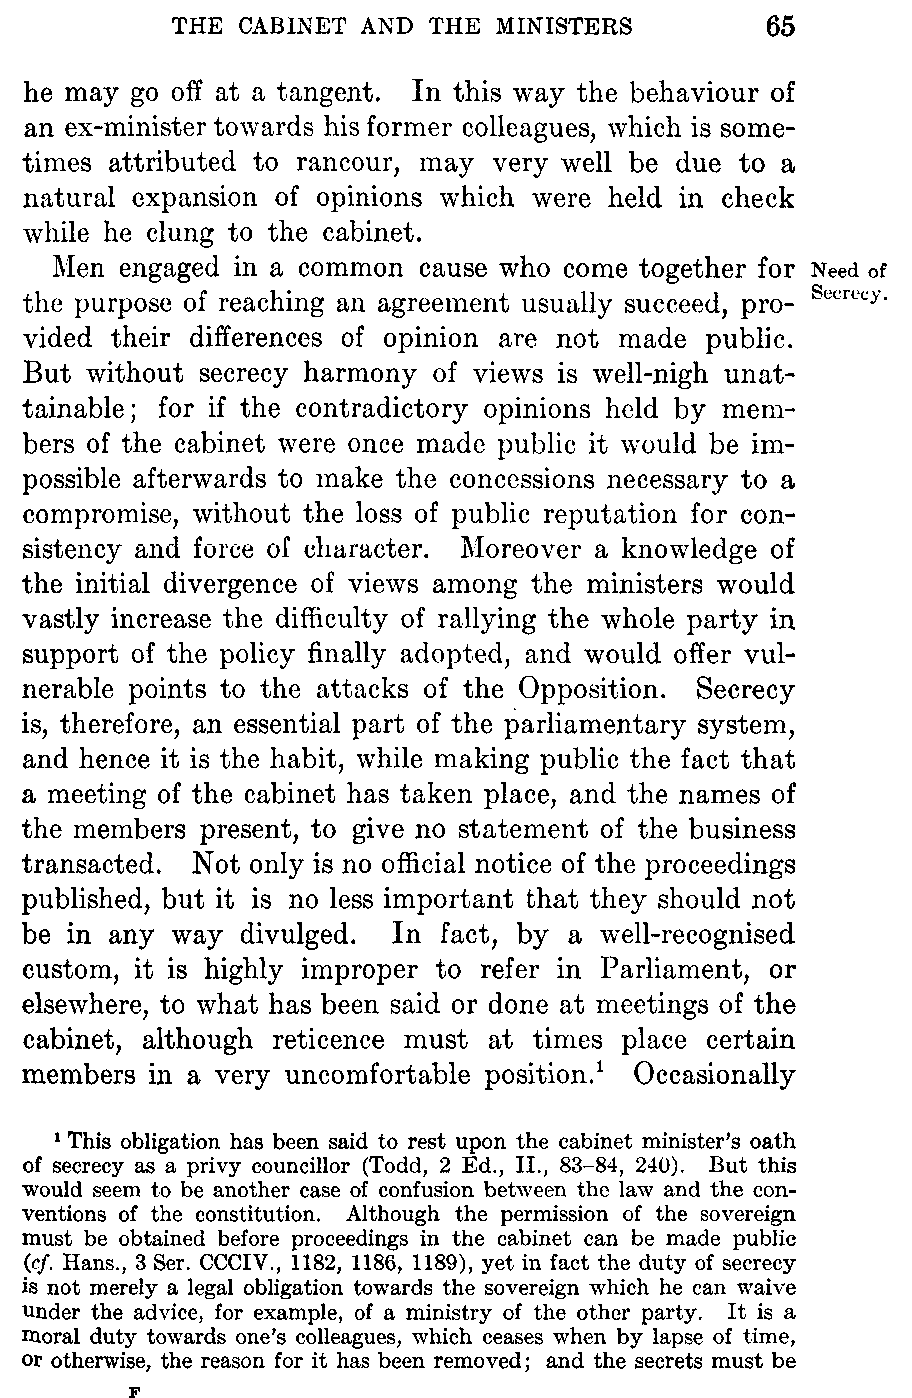 THE CABINET AND THE MINISTERS 65
he may go off at a tangent. In this way the behaviour of
an ex-minister towards his former colleagues, which is some-
times attributed to rancour, may very well be due to a
natural expansion of opinions which were held in check
while he clung to the cabinet.
Men engaged in a common cause who come together for
Need of
the purpose of reaching an agreement usually succeed, pro-
Secrecy.
vided their differences of opinion are not made public.
But without secrecy harmony of views is well-nigh unat-
tainable; for if the contradictory opinions held by mem-
bers of the cabinet were once made public it would be im-
possible afterwards to make the concessions necessary to a
compromise, without the loss of public reputation for con-
sistency and force of character. Moreover a knowledge of
the initial divergence of views among the ministers would
vastly increase the difficulty of rallying the whole party in
support of the policy finally adopted, and would offer vul-
nerable points to the attacks of the Opposition. Secrecy
is, therefore, an essential part of the parliamentary system,
and hence it is the habit, while making public the fact that
a meeting of the cabinet has taken place, and the names of
the members present, to give no statement of the business
transacted. Not only is no official notice of the proceedings
published, but it is no less important that they should not
be in any way divulged. In fact, by a well-recognised
custom, it is highly improper to refer in Parliament, or
elsewhere, to what has been said or done at meetings of the
cabinet, although reticence must at times place certain
members in a very uncomfortable position.¹ Occasionally
¹ This obligation has been said to rest upon the cabinet minister's oath
of secrecy as a privy councillor (Todd, 2 Ed., II., 83–84, 240). But this
would seem to be another case of confusion between the law and the con-
ventions of the constitution. Although the permission of the sovereign
must be obtained before proceedings in the cabinet can be made public
(cf. Hans., 3 Ser. CCCIV., 1182, 1186, 1189), yet in fact the duty of secrecy
is not merely a legal obligation towards the sovereign which he can waive
under the advice, for example, of a ministry of the other party. It is a
moral duty towards one's colleagues, which ceases when by lapse of time,
or otherwise, the reason for it has been removed; and the secrets must be
F